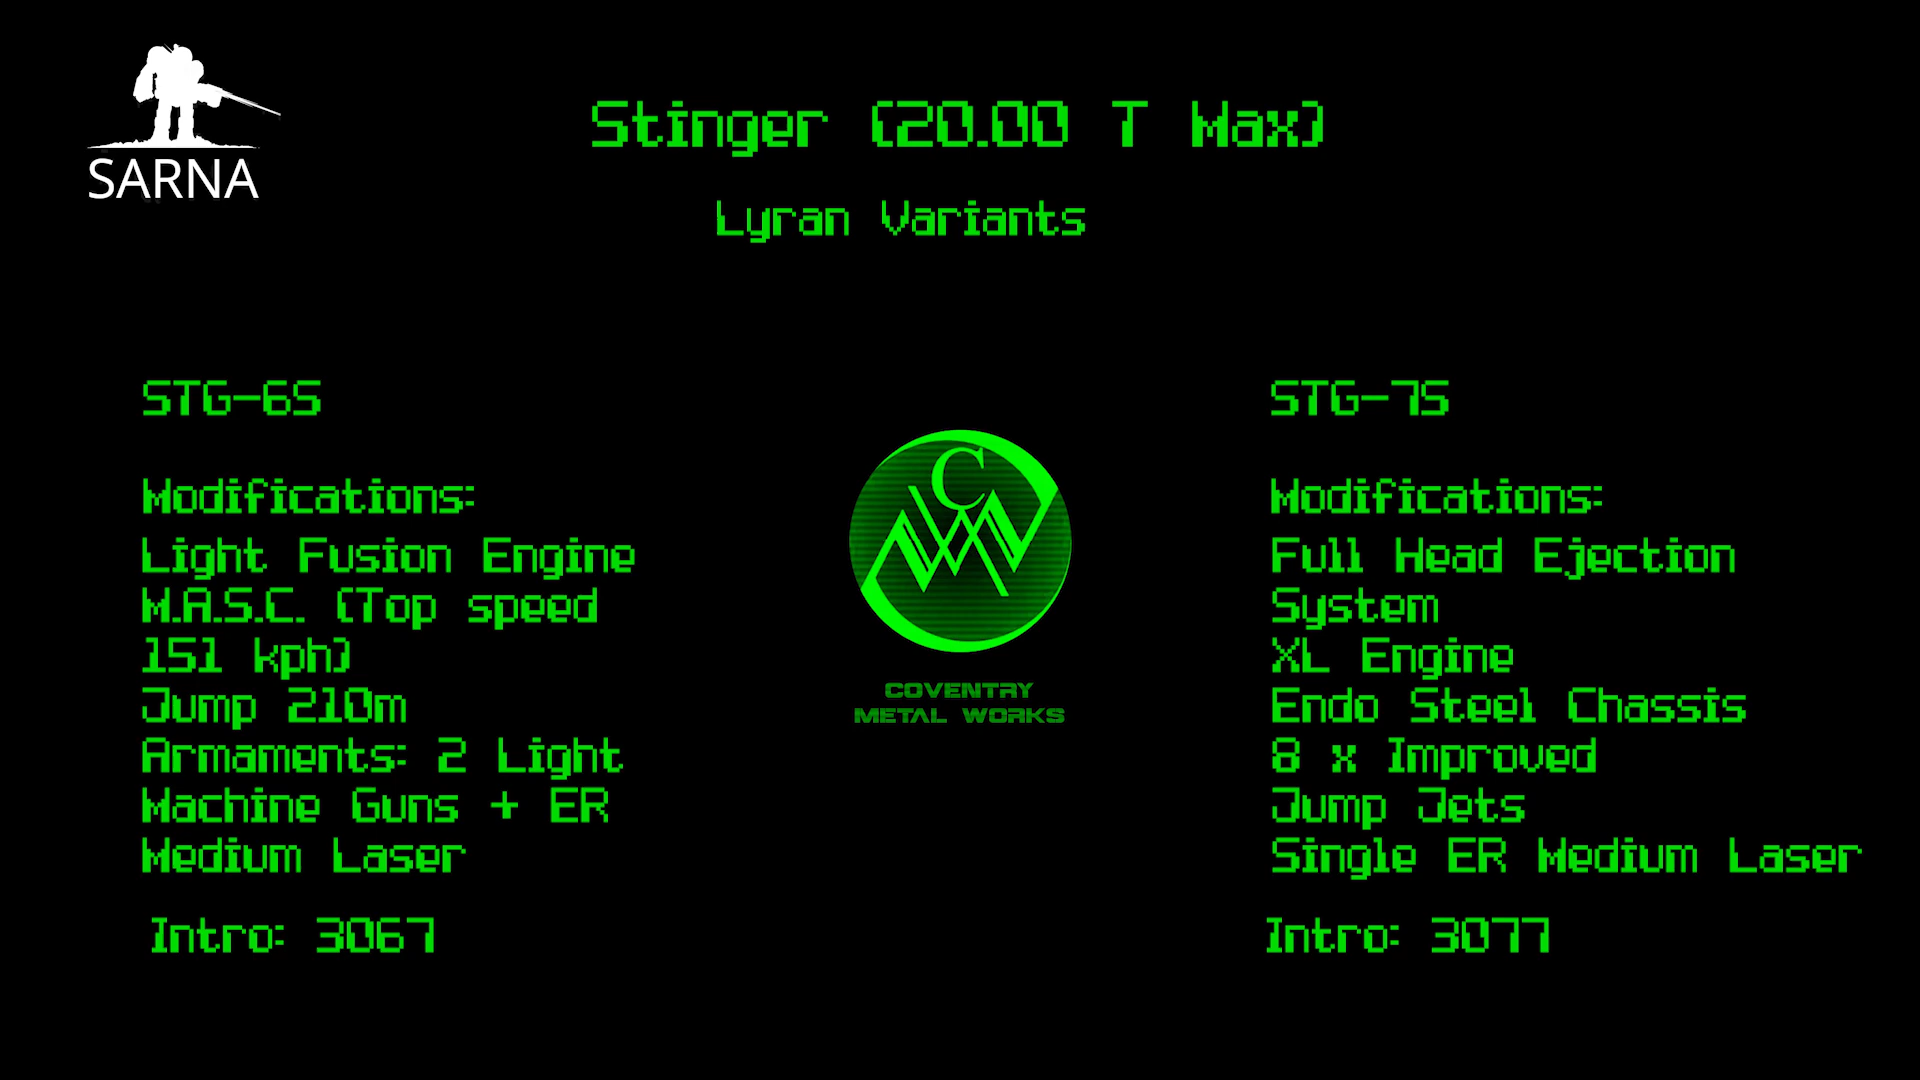 SARNA
Stinger (20.00 T Max)
Lyran Variants
STG-6S
Modifications:
Light Fusion Engine
M.A.S.C. (Top speed
151 kph)
Jump 210m
Armaments: 2 Light
Machine Guns + ER
Medium Laser
Intro: 3067
CMW
COVENTRY
METAL WORKS
STG-7S
Modifications:
Full Head Ejection
System
XL Engine
Endo Steel Chassis
8 x Improved
Jump Jets
Single ER Medium Laser
Intro: 3077